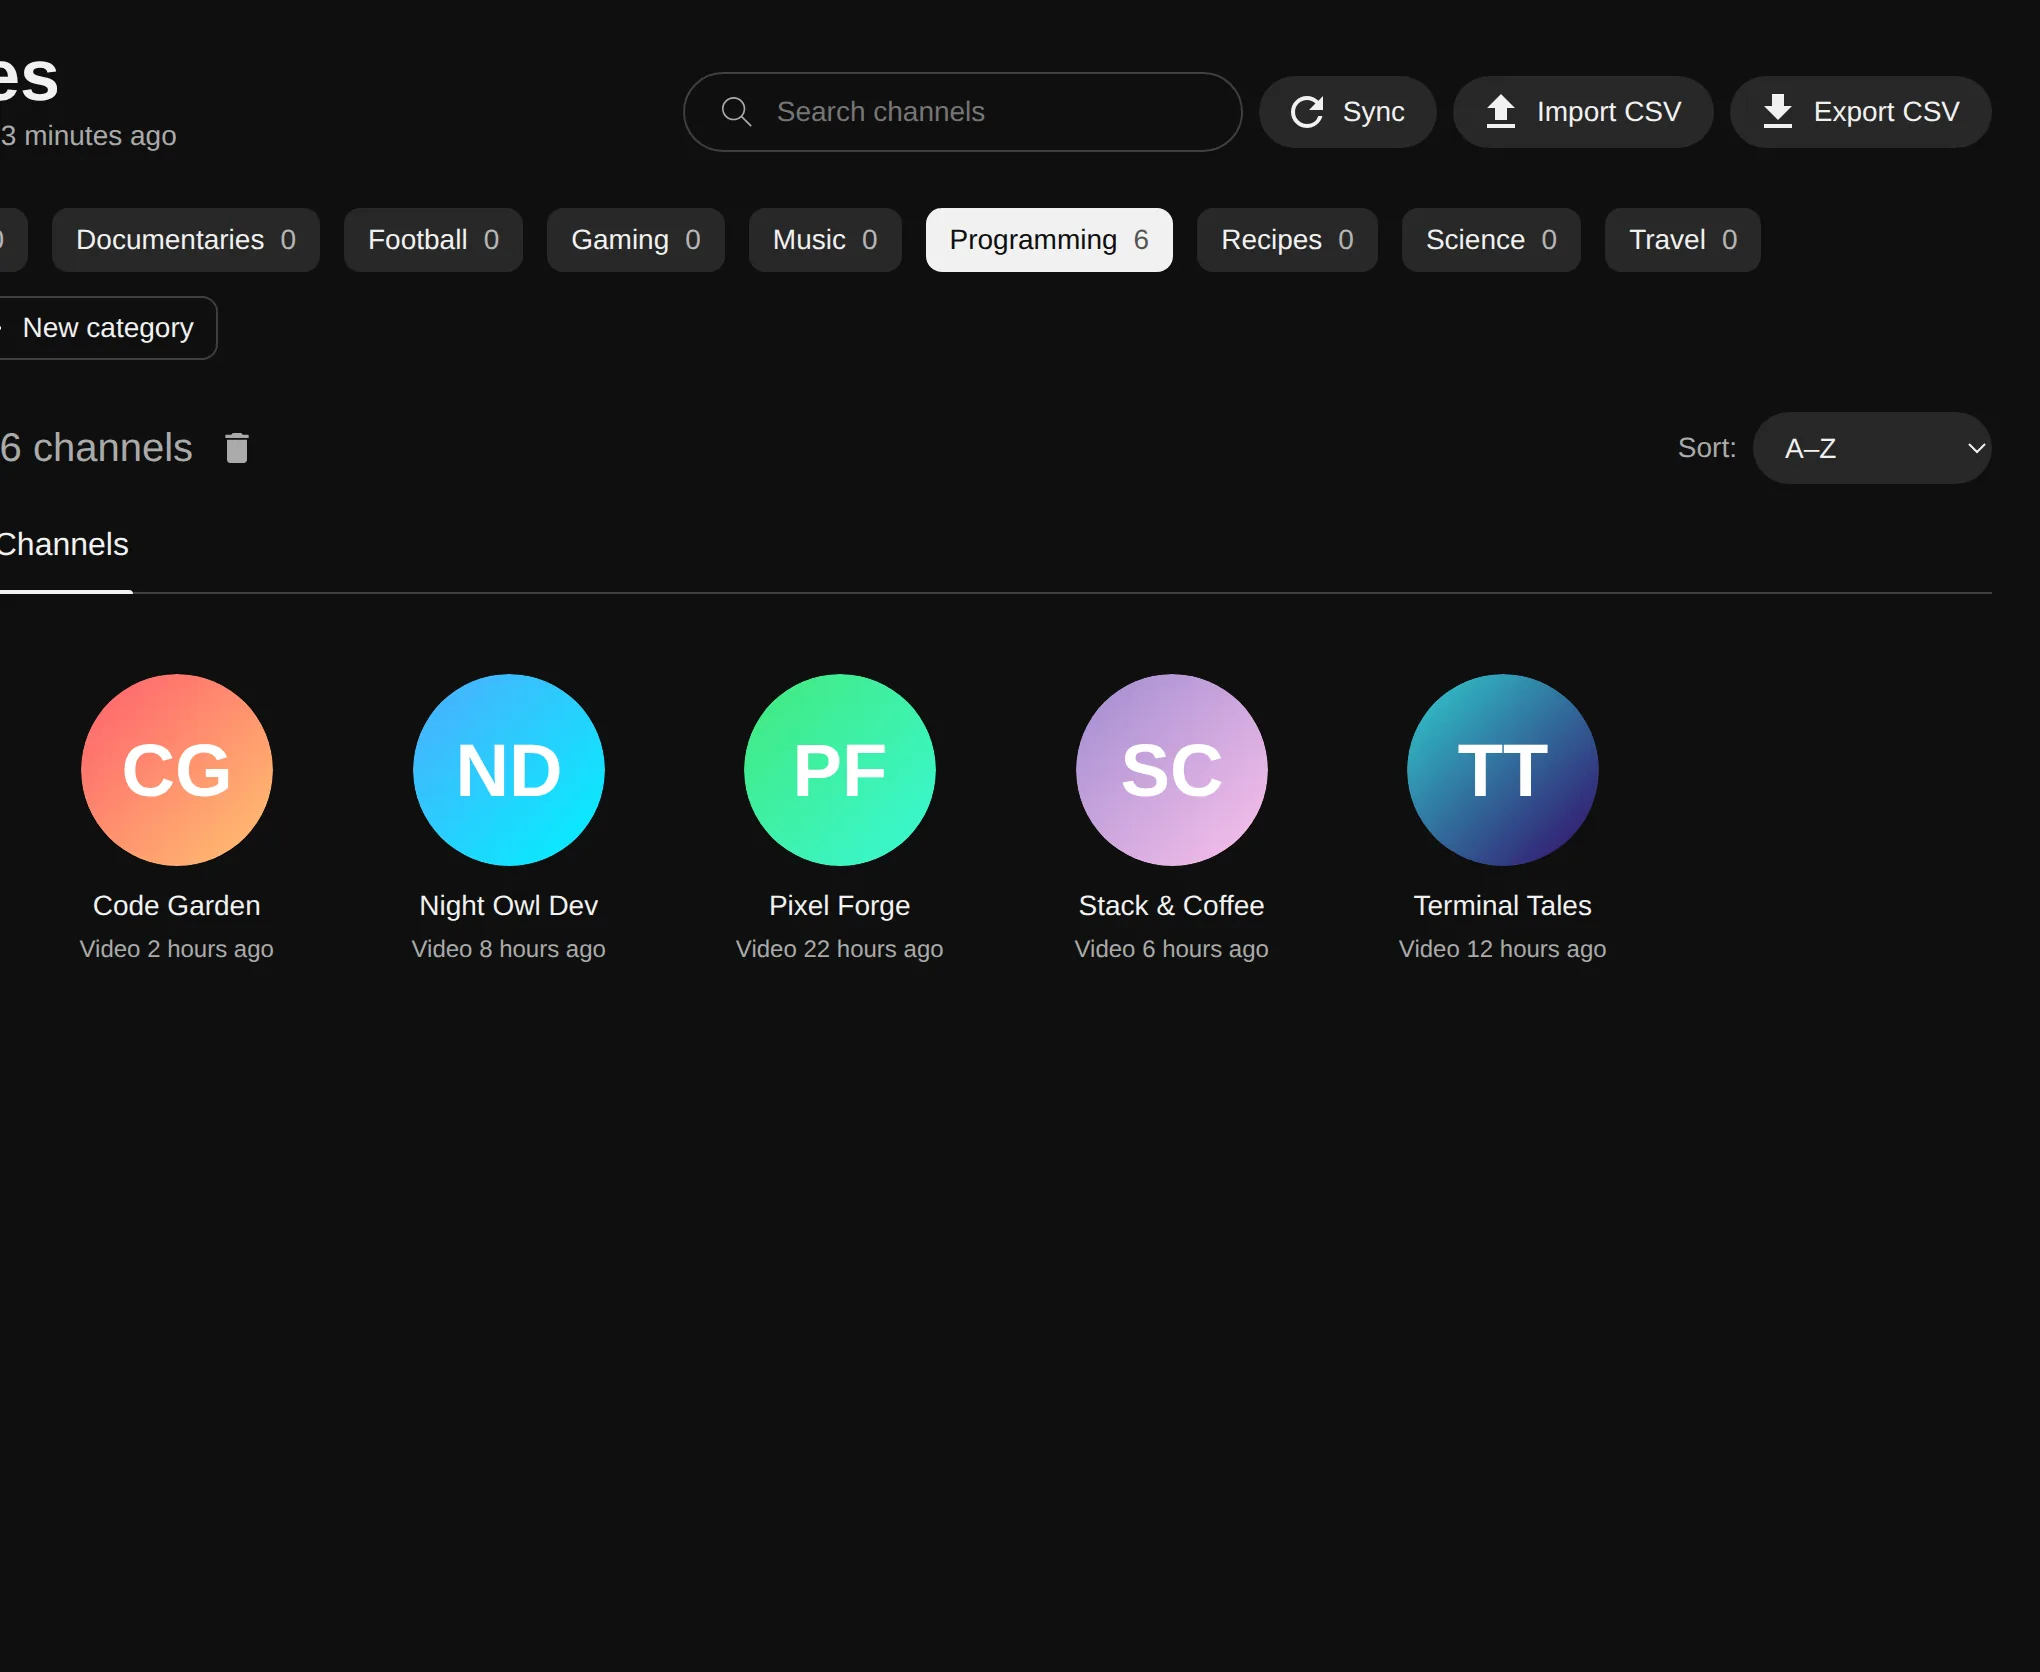 es
3 minutes ago
Search channels
Sync
Import CSV
Export CSV
0
Documentaries 0
Football 0
Gaming 0
Music 0
Programming 6
Recipes 0
Science 0
Travel 0
New category
6 channels
Sort:
A–Z
Channels
CG
ND
PF
SC
TT
Code Garden
Night Owl Dev
Pixel Forge
Stack & Coffee
Terminal Tales
Video 2 hours ago
Video 8 hours ago
Video 22 hours ago
Video 6 hours ago
Video 12 hours ago